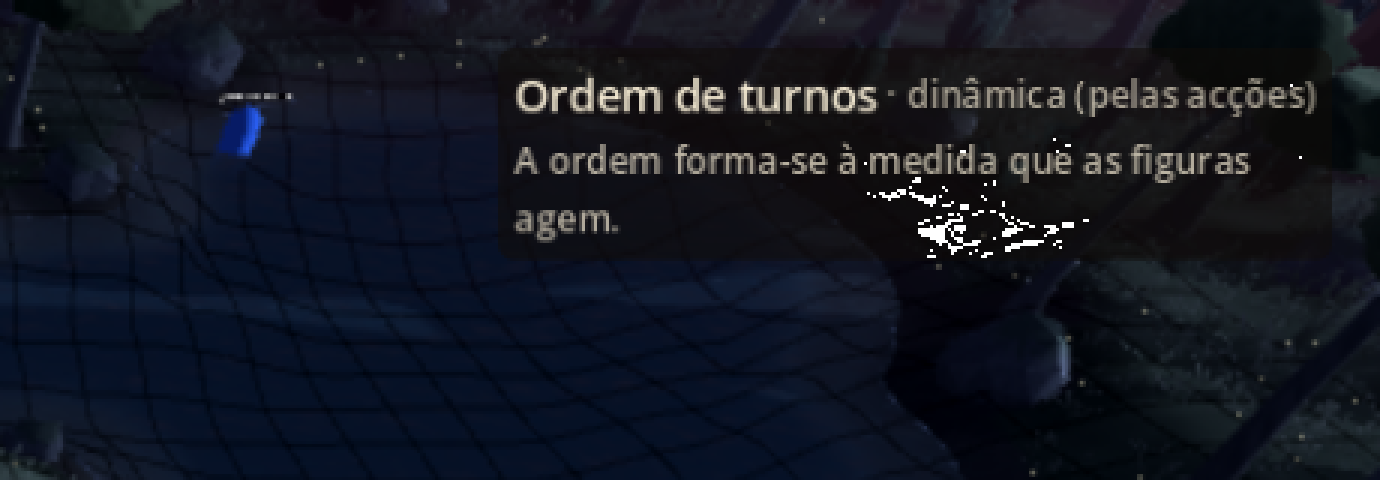 Ordem de turnos · dinâmica (pelas acções)
A ordem forma-se à medida que as figuras
agem.